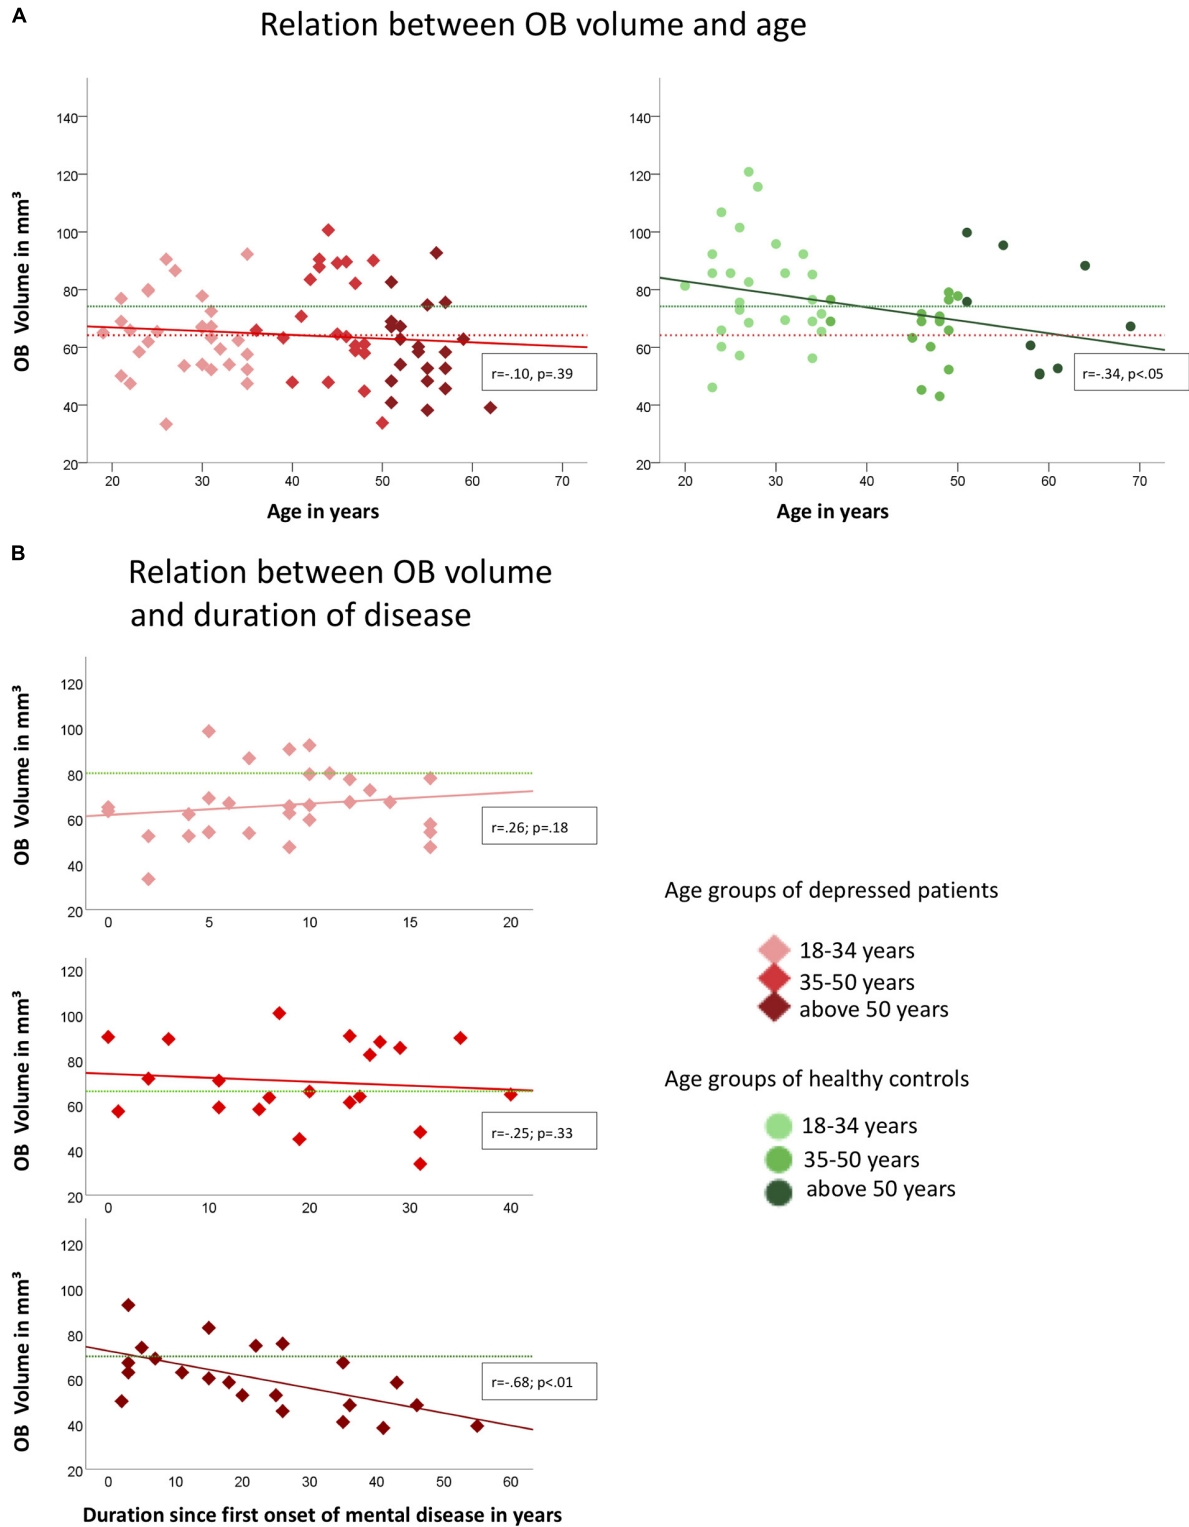 A
Relation between OB volume and age
OB Volume in mm³
140
120
100
80
60
40
20
r=-.10, p=.39
20 30 40 50 60 70
Age in years
140
120
100
80
60
40
20
r=-.34, p<.05
20 30 40 50 60 70
Age in years
B
Relation between OB volume
and duration of disease
OB Volume in mm³
120
100
80
60
40
20
r=.26; p=.18
0 5 10 15 20
OB Volume in mm³
120
100
80
60
40
20
r=-.25; p=.33
0 10 20 30 40
OB Volume in mm³
120
100
80
60
40
20
r=-.68; p<.01
0 10 20 30 40 50 60
Duration since first onset of mental disease in years
Age groups of depressed patients
18-34 years
35-50 years
above 50 years
Age groups of healthy controls
18-34 years
35-50 years
above 50 years